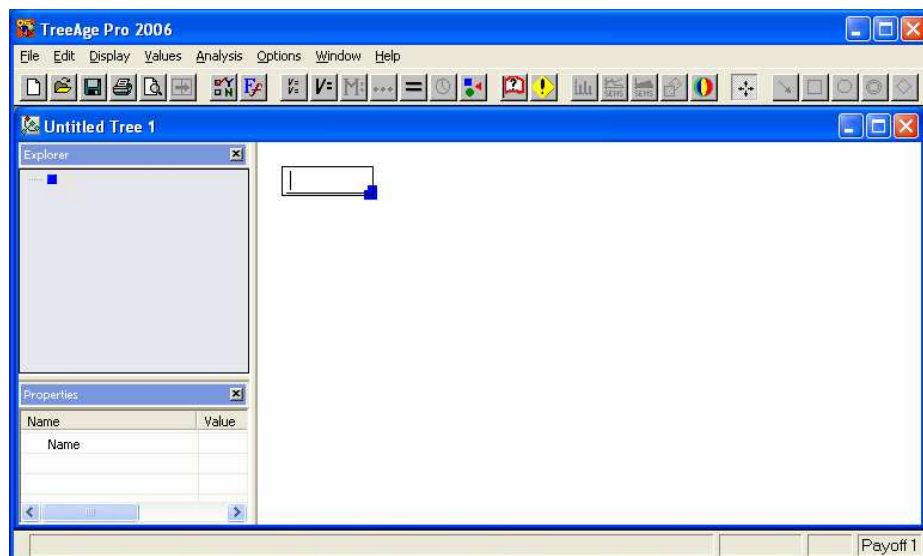 TreeAge Pro 2006
File Edit Display Values Analysis Options Window Help
Untitled Tree 1
Explorer
Properties
Name Value
Name
Payoff 1